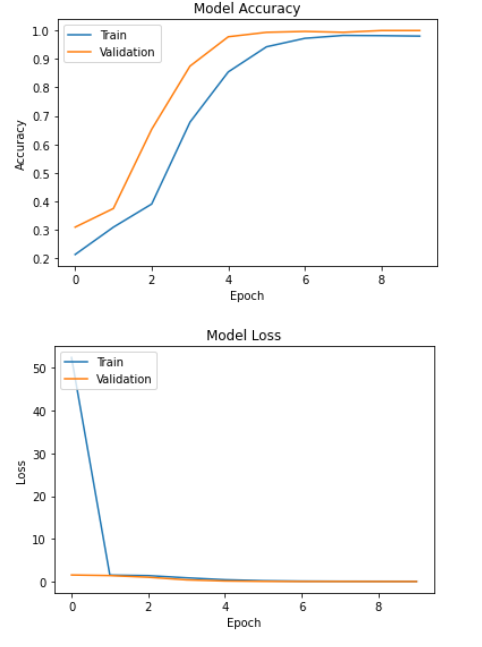 Model Accuracy
1.0
0.9
0.8
0.7
0.6
0.5
0.4
0.3
0.2
Accuracy
Train
Validation
0 2 4 6 8
Epoch
Model Loss
50
40
30
20
10
0
Loss
Train
Validation
0 2 4 6 8
Epoch